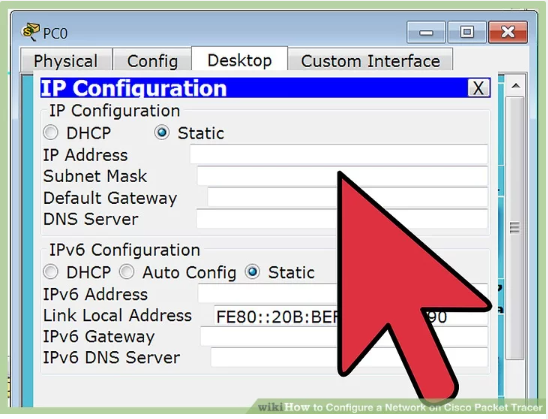 PC0
Physical Config Desktop Custom Interface
IP Configuration X
IP Configuration
DHCP Static
IP Address
Subnet Mask
Default Gateway
DNS Server
IPv6 Configuration
DHCP Auto Config Static
IPv6 Address
Link Local Address FE80::20B:BE
IPv6 Gateway
IPv6 DNS Server
wikiHow to Configure a Network on Cisco Packet Tracer